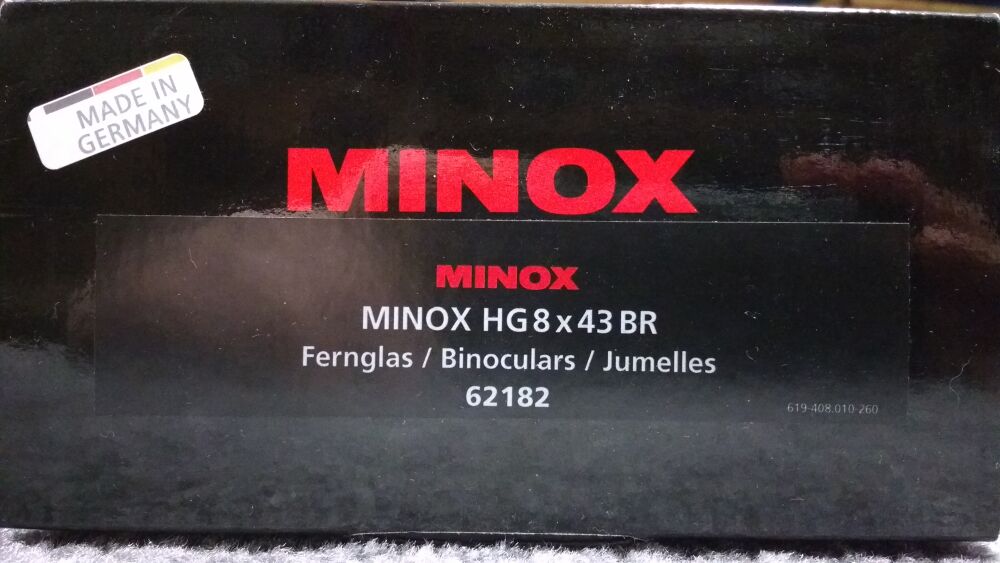 MADE IN
GERMANY
MINOX
MINOX
MINOX HG 8 x 43 BR
Fernglas / Binoculars / Jumelles
62182
619-408.010-260